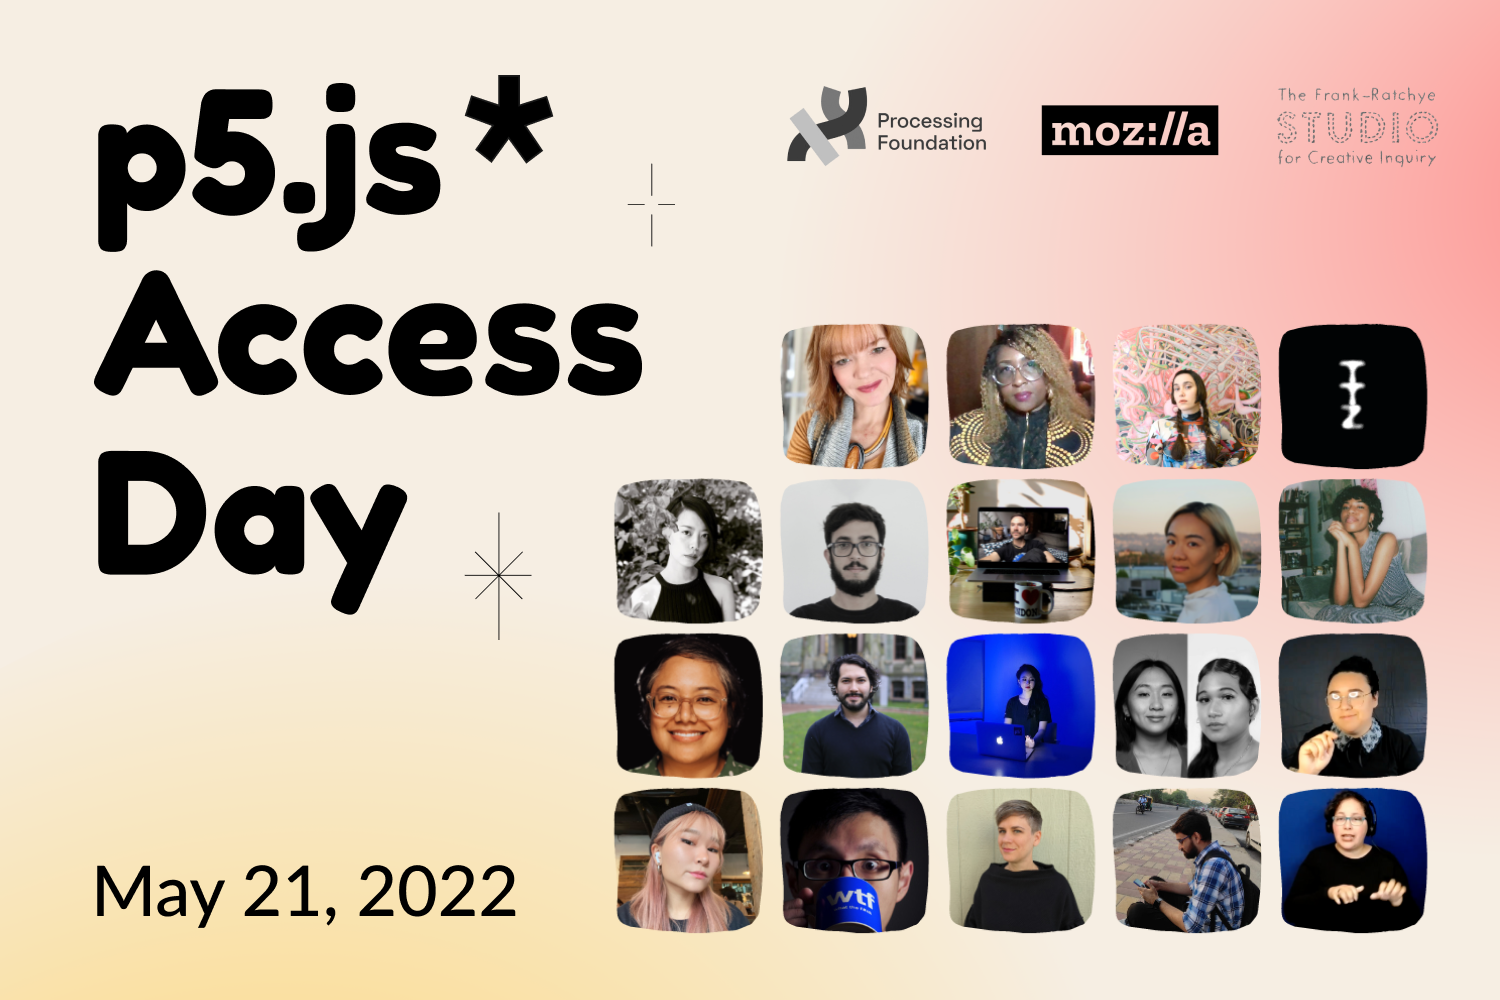 p5.js*
Access
Day
May 21, 2022
Processing
Foundation
moz://a
The Frank-Ratchye
STUDIO
for Creative Inquiry
I ♥
wtf